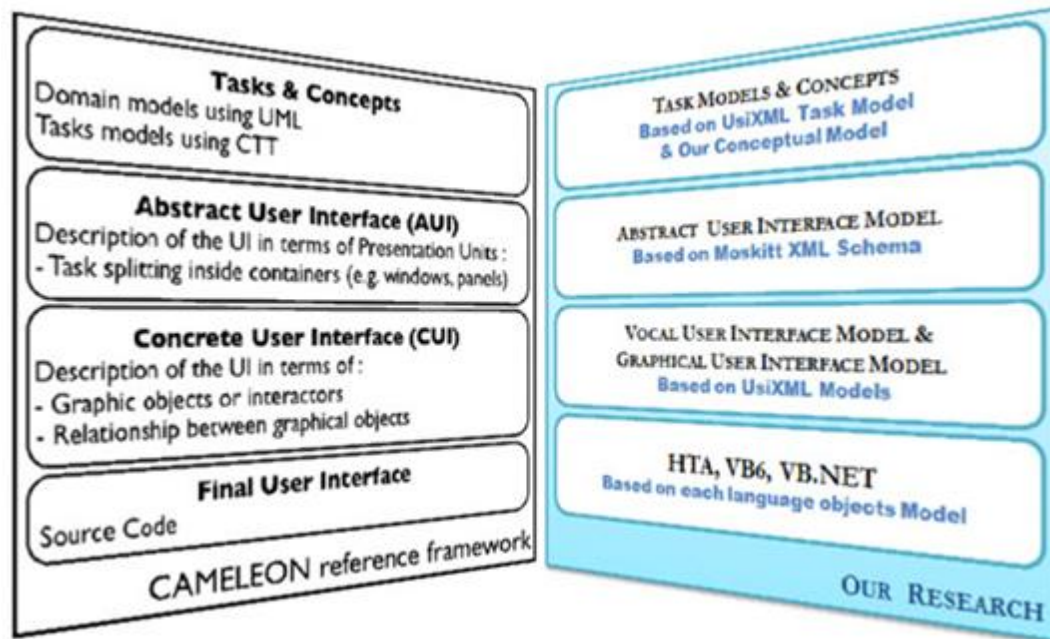 Tasks & Concepts
Domain models using UML
Tasks models using CTT
Abstract User Interface (AUI)
Description of the UI in terms of Presentation Units :
- Task splitting inside containers (e.g. windows, panels)
Concrete User Interface (CUI)
Description of the UI in terms of :
- Graphic objects or interactors
- Relationship between graphical objects
Final User Interface
Source Code
CAMELEON reference framework
TASK MODELS & CONCEPTS
Based on UsiXML Task Model
& Our Conceptual Model
ABSTRACT USER INTERFACE MODEL
Based on Moskitt XML Schema
VOCAL USER INTERFACE MODEL &
GRAPHICAL USER INTERFACE MODEL
Based on UsiXML Models
HTA, VB6, VB.NET
Based on each language objects Model
OUR RESEARCH